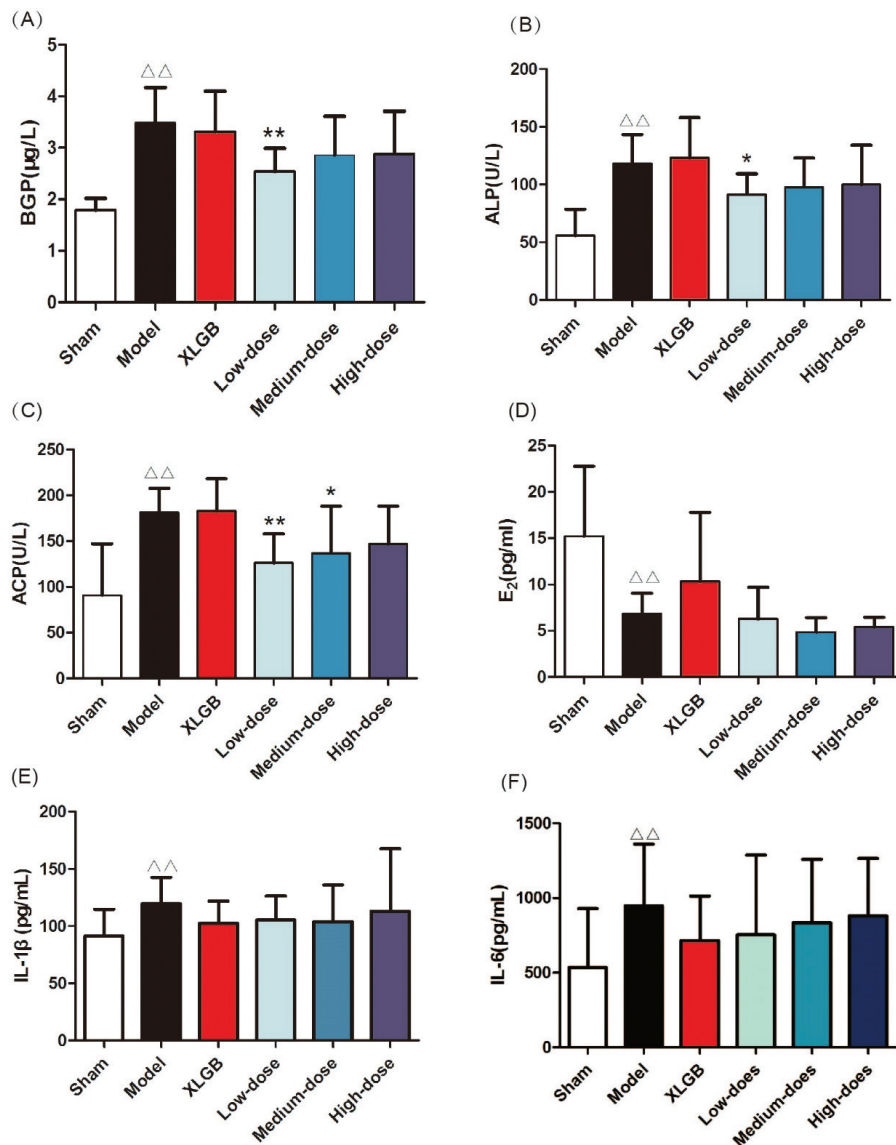 (A)
BGP(μg/L)
5
4
3
2
1
0
△△
**
Sham
Model
XLGB
Low-dose
Medium-dose
High-dose
(B)
ALP(U/L)
200
150
100
50
0
△△
*
Sham
Model
XLGB
Low-dose
Medium-dose
High-dose
(C)
ACP(U/L)
250
200
150
100
50
0
△△
**
*
Sham
Model
XLGB
Low-dose
Medium-dose
High-dose
(D)
E₂(pg/ml)
25
20
15
10
5
0
△△
Sham
Model
XLGB
Low-dose
Medium-dose
High-dose
(E)
IL-1β (pg/mL)
200
150
100
50
0
△△
Sham
Model
XLGB
Low-dose
Medium-dose
High-dose
(F)
IL-6(pg/mL)
1500
1000
500
0
△△
Sham
Model
XLGB
Low-does
Medium-does
High-does